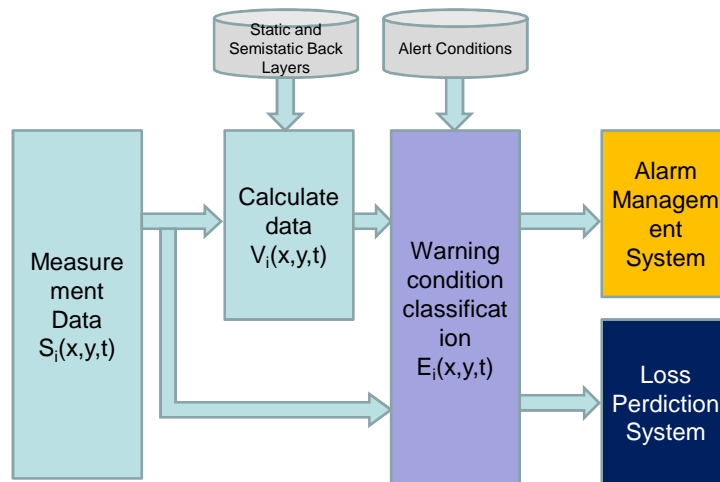 Static and
Semistatic Back
Layers
Alert Conditions
Measure
ment
Data
Sᵢ(x,y,t)
Calculate
data
Vᵢ(x,y,t)
Warning
condition
classificat
ion
Eᵢ(x,y,t)
Alarm
Managem
ent
System
Loss
Perdiction
System